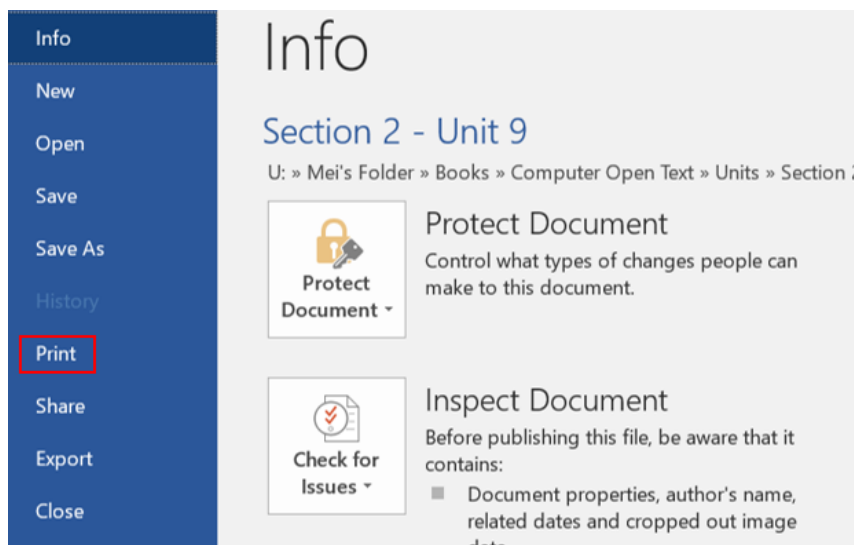 Info
New
Open
Save
Save As
History
Print
Share
Export
Close
Info
Section 2 - Unit 9
U: » Mei's Folder » Books » Computer Open Text » Units » Section
Protect
Document
Protect Document
Control what types of changes people can
make to this document.
Check for
Issues
Inspect Document
Before publishing this file, be aware that it
contains:
Document properties, author's name,
related dates and cropped out image